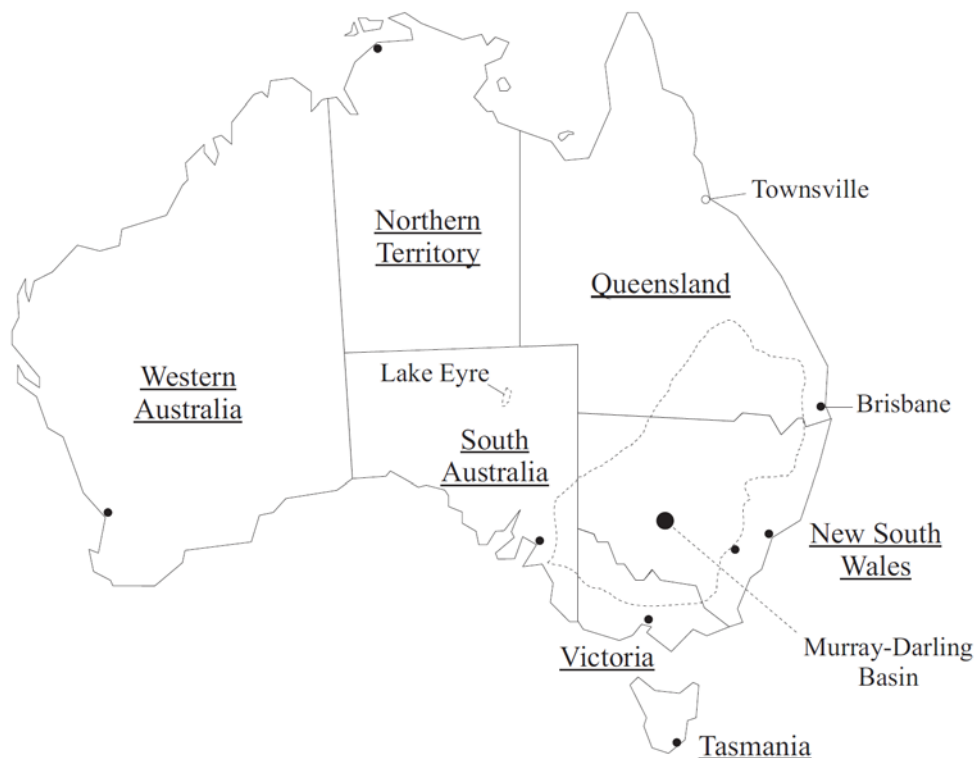 Townsville
Northern
Territory
Queensland
Lake Eyre
Western
Australia
Brisbane
South
Australia
New South
Wales
Victoria
Murray-Darling
Basin
Tasmania